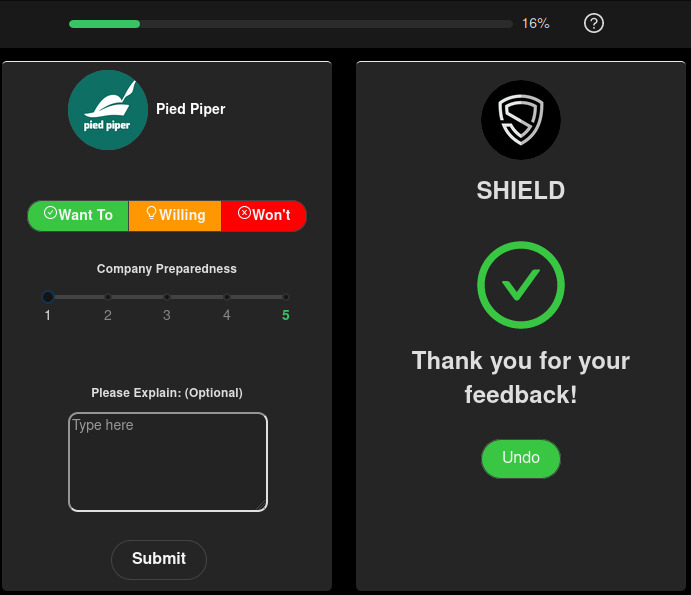 16%
?
pied piper
Pied Piper
Want To Willing Won't
Company Preparedness
1 2 3 4 5
Please Explain: (Optional)
Type here
Submit
SHIELD
Thank you for your
feedback!
Undo